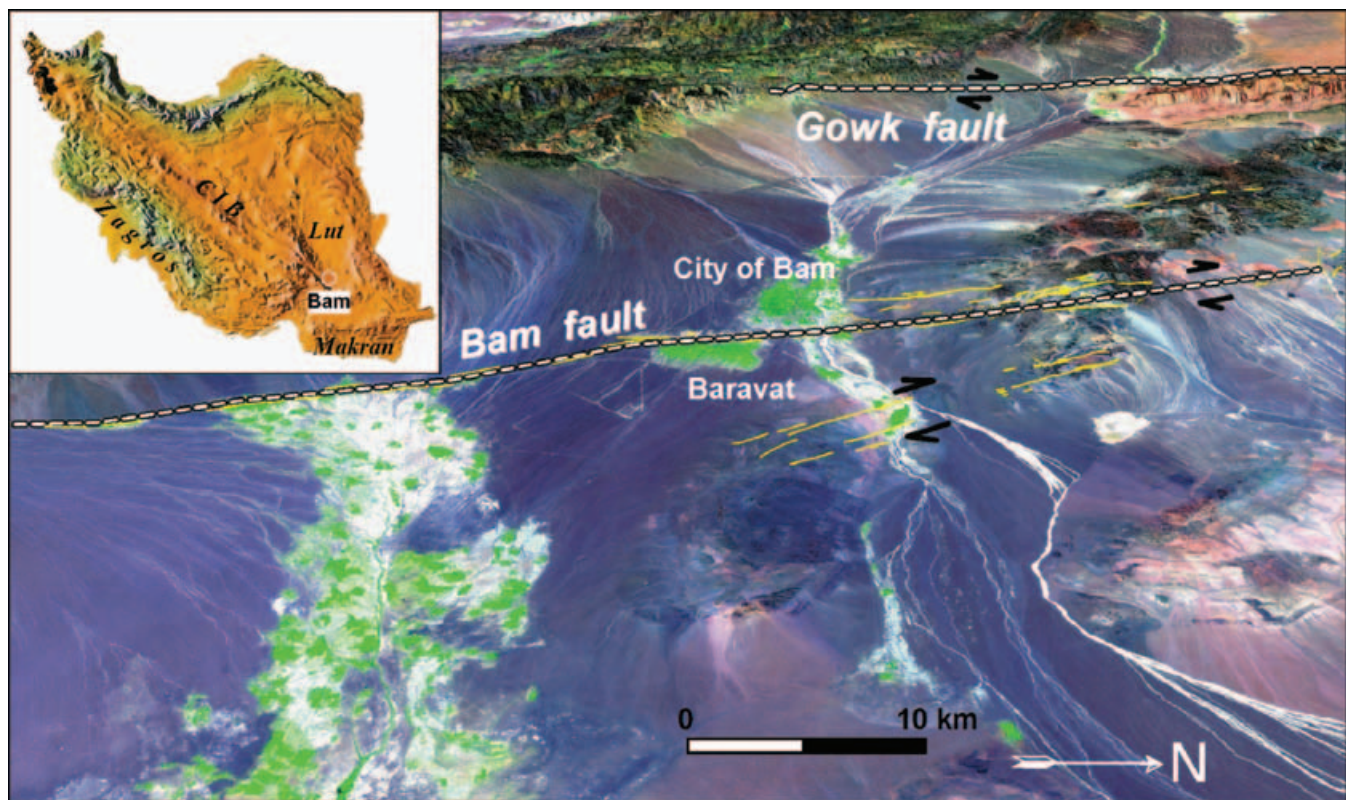 Zagros
CIB
Lut
Bam
Makran
Gowk fault
City of Bam
Bam fault
Baravat
0 10 km
N